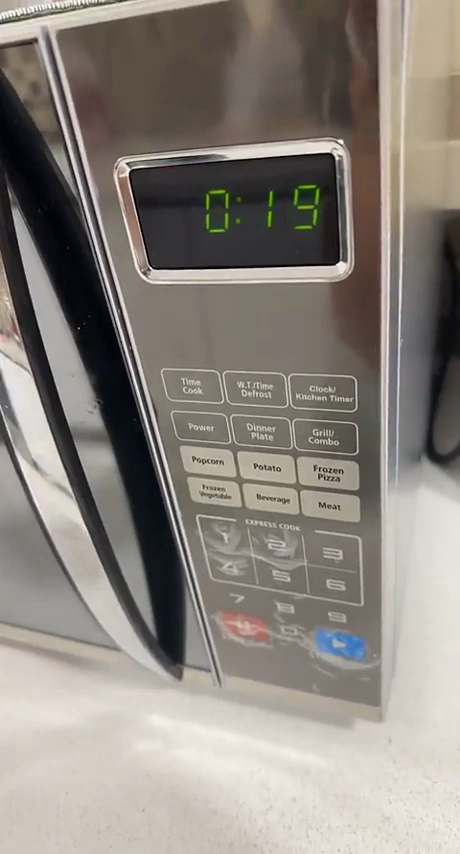 0:19
Time Cook
W.T./Time Defrost
Clock/ Kitchen Timer
Power
Dinner Plate
Grill/ Combo
Popcorn
Potato
Frozen Pizza
Frozen Vegetable
Beverage
Meat
EXPRESS COOK
1 2 3
4 5 6
7 8 9
0